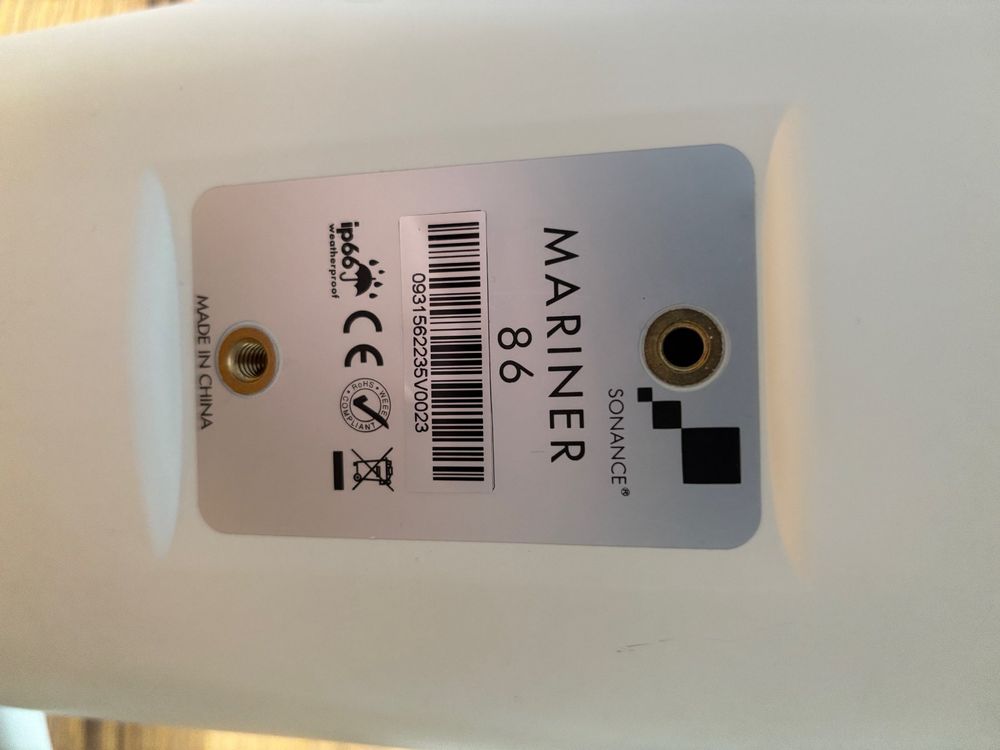 SONANCE®
MARINER
86
0931562235V0023
ip66
weatherproof
CE
RoHS • WEEE • COMPLIANT
MADE IN CHINA